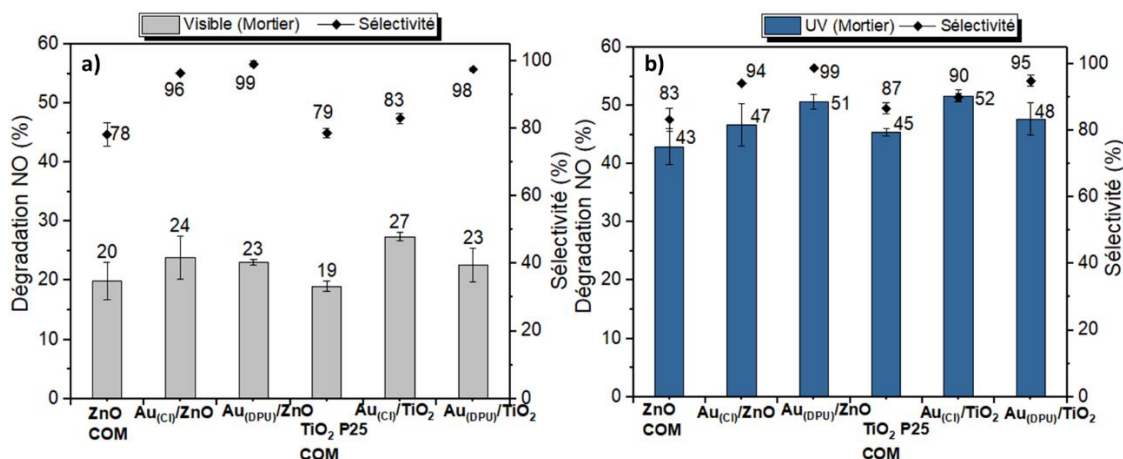 Visible (Mortier) Sélectivité
a)
Dégradation NO (%)
60
50
40
30
20
10
0
78
96
99
79
83
98
20
24
23
19
27
23
100
80
60
40
20
0
Sélectivité (%)
ZnO
COM
Au(CI)/ZnO
Au(DPU)/ZnO
TiO2 P25
COM
Au(CI)/TiO2
Au(DPU)/TiO2
UV (Mortier) Sélectivité
b)
Dégradation NO (%)
60
50
40
30
20
10
0
83
94
99
87
90
95
43
47
51
45
52
48
100
80
60
40
20
0
Sélectivité (%)
ZnO
COM
Au(CI)/ZnO
Au(DPU)/ZnO
TiO2 P25
COM
Au(CI)/TiO2
Au(DPU)/TiO2